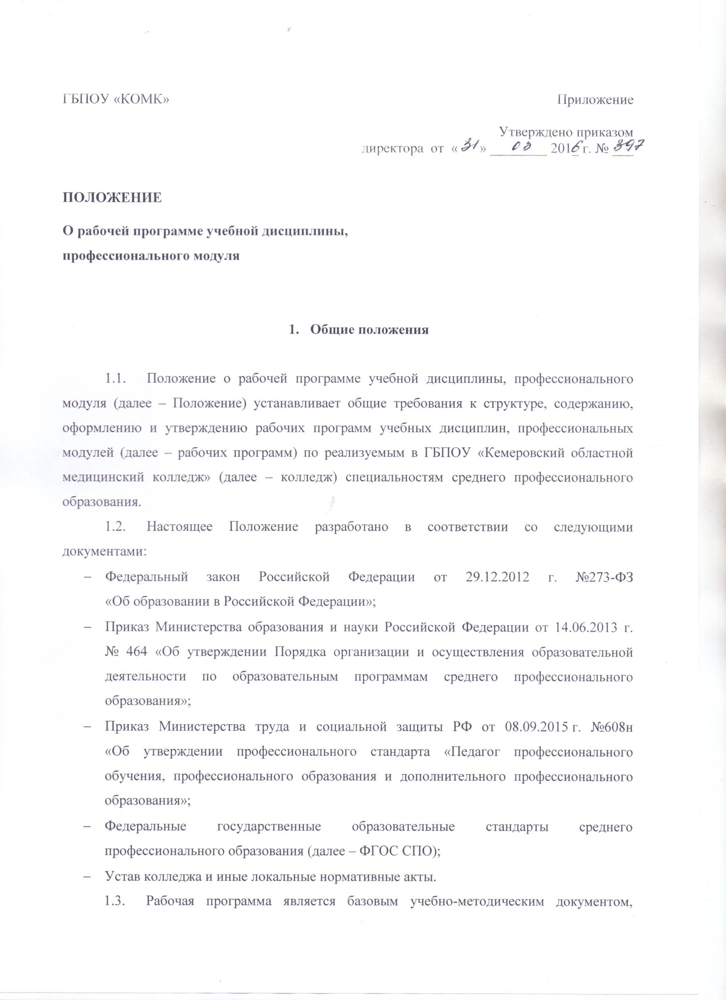 ГБПОУ «КОМК» Приложение
Утверждено приказом
директора от «31» 03 2016 г. № 397
ПОЛОЖЕНИЕ
О рабочей программе учебной дисциплины,
профессионального модуля
1. Общие положения
1.1. Положение о рабочей программе учебной дисциплины, профессионального
модуля (далее – Положение) устанавливает общие требования к структуре, содержанию,
оформлению и утверждению рабочих программ учебных дисциплин, профессиональных
модулей (далее – рабочих программ) по реализуемым в ГБПОУ «Кемеровский областной
медицинский колледж» (далее – колледж) специальностям среднего профессионального
образования.
1.2. Настоящее Положение разработано в соответствии со следующими
документами:
– Федеральный закон Российской Федерации от 29.12.2012 г. №273-ФЗ
«Об образовании в Российской Федерации»;
– Приказ Министерства образования и науки Российской Федерации от 14.06.2013 г.
№ 464 «Об утверждении Порядка организации и осуществления образовательной
деятельности по образовательным программам среднего профессионального
образования»;
– Приказ Министерства труда и социальной защиты РФ от 08.09.2015 г. №608н
«Об утверждении профессионального стандарта «Педагог профессионального
обучения, профессионального образования и дополнительного профессионального
образования»;
– Федеральные государственные образовательные стандарты среднего
профессионального образования (далее – ФГОС СПО);
– Устав колледжа и иные локальные нормативные акты.
1.3. Рабочая программа является базовым учебно-методическим документом,